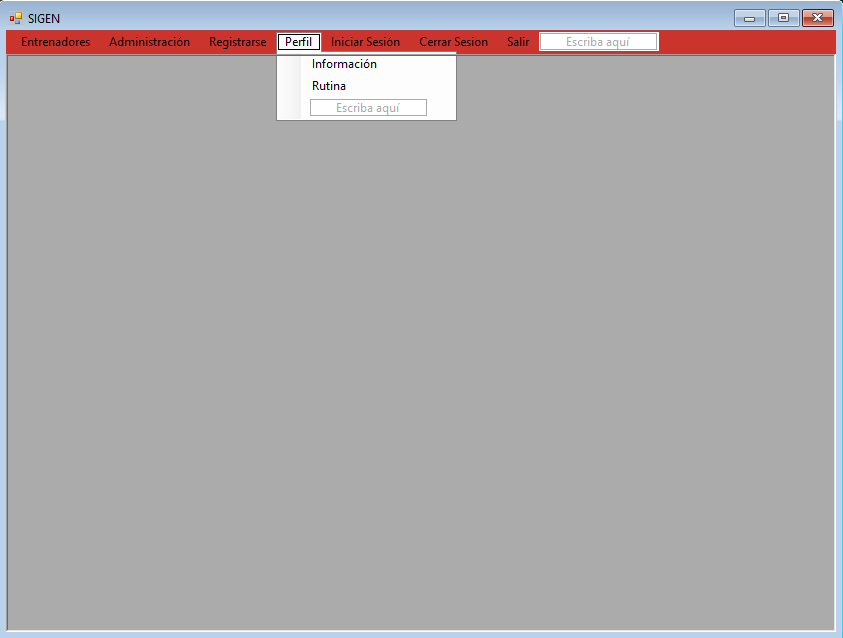 SIGEN
Entrenadores Administración Registrarse Perfil Iniciar Sesión Cerrar Sesion Salir Escriba aquí
Información
Rutina
Escriba aquí